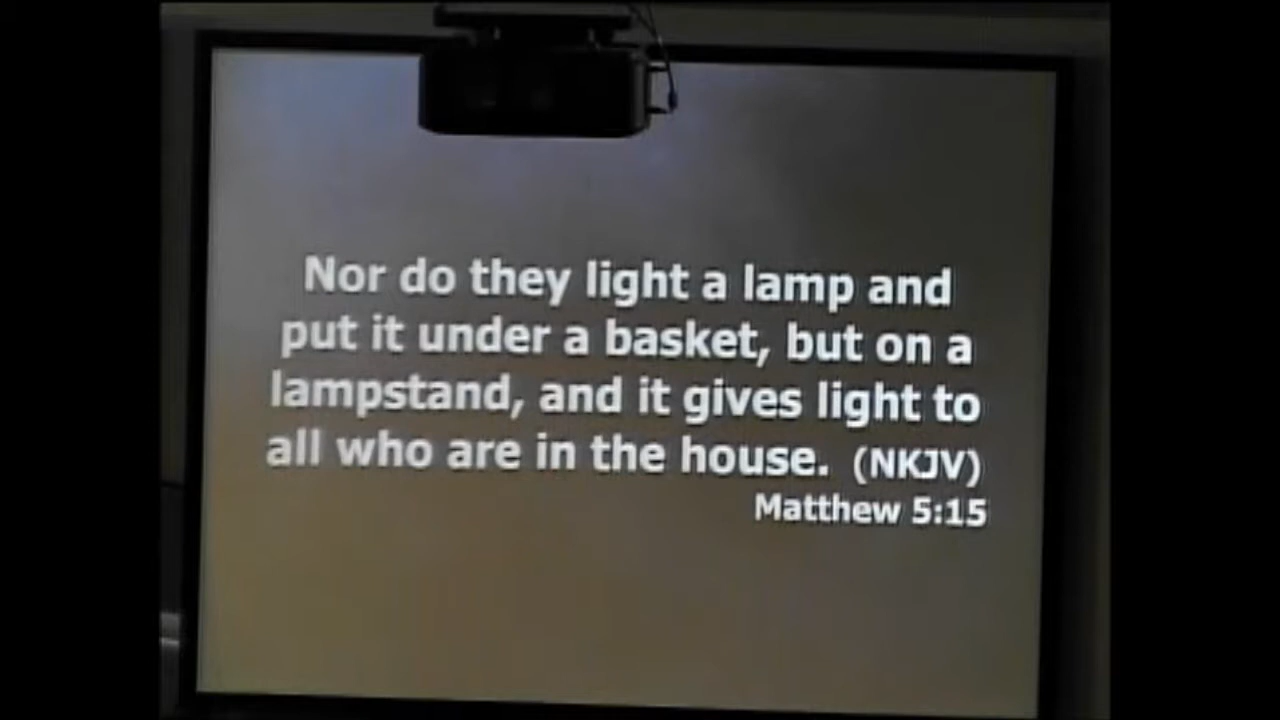 Nor do they light a lamp and
put it under a basket, but on a
lampstand, and it gives light to
all who are in the house. (NKJV)
Matthew 5:15